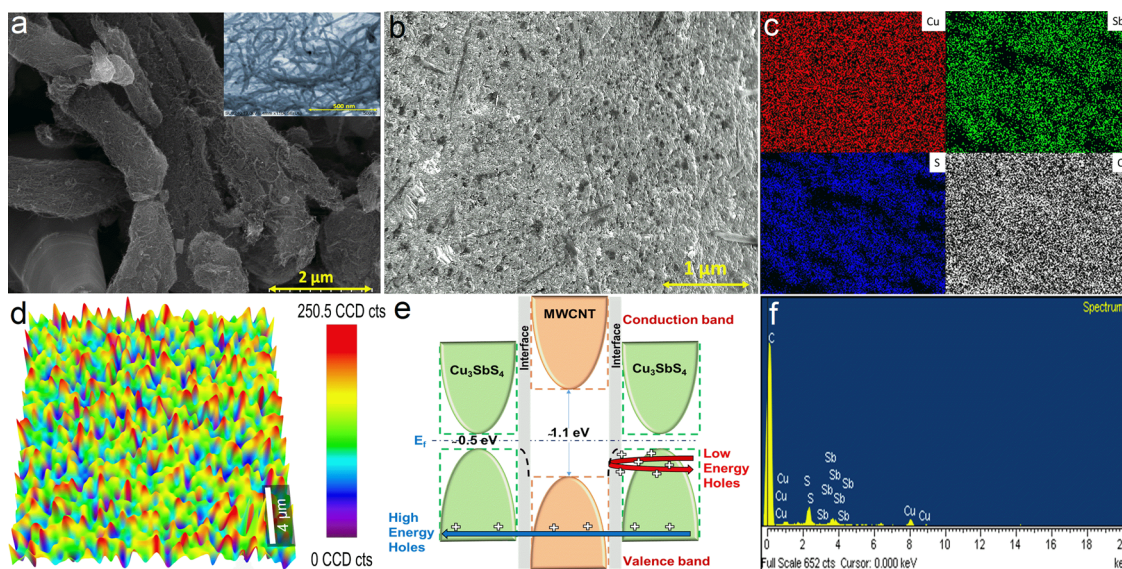 a
500 nm
2 µm
b
1 µm
c
Cu
Sb
S
C
d
250.5 CCD cts
0 CCD cts
4 µm
e
MWCNT
Conduction band
Interface
Interface
Cu₃SbS₄
Cu₃SbS₄
E_f
~0.5 eV
~1.1 eV
Low
Energy
Holes
High
Energy
Holes
Valence band
f
Spectrum
C
Cu
Cu
S
S
Sb
Sb
Sb
Sb
Sb
Sb
Sb
Cu
Cu
0 2 4 6 8 10 12 14 16 18 20
Full Scale 652 cts Cursor: 0.000 keV
ke